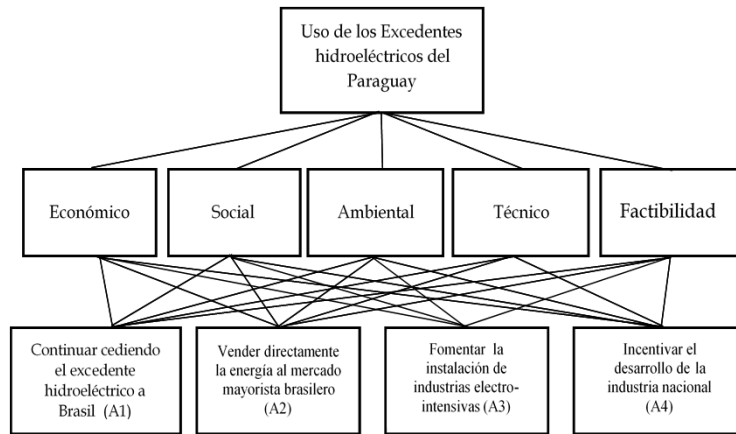 Uso de los Excedentes
hidroeléctricos del
Paraguay
Económico
Social
Ambiental
Técnico
Factibilidad
Continuar cediendo
el excedente
hidroeléctrico a
Brasil (A1)
Vender directamente
la energía al mercado
mayorista brasilero
(A2)
Fomentar la
instalación de
industrias electro-
intensivas (A3)
Incentivar el
desarrollo de la
industria nacional
(A4)